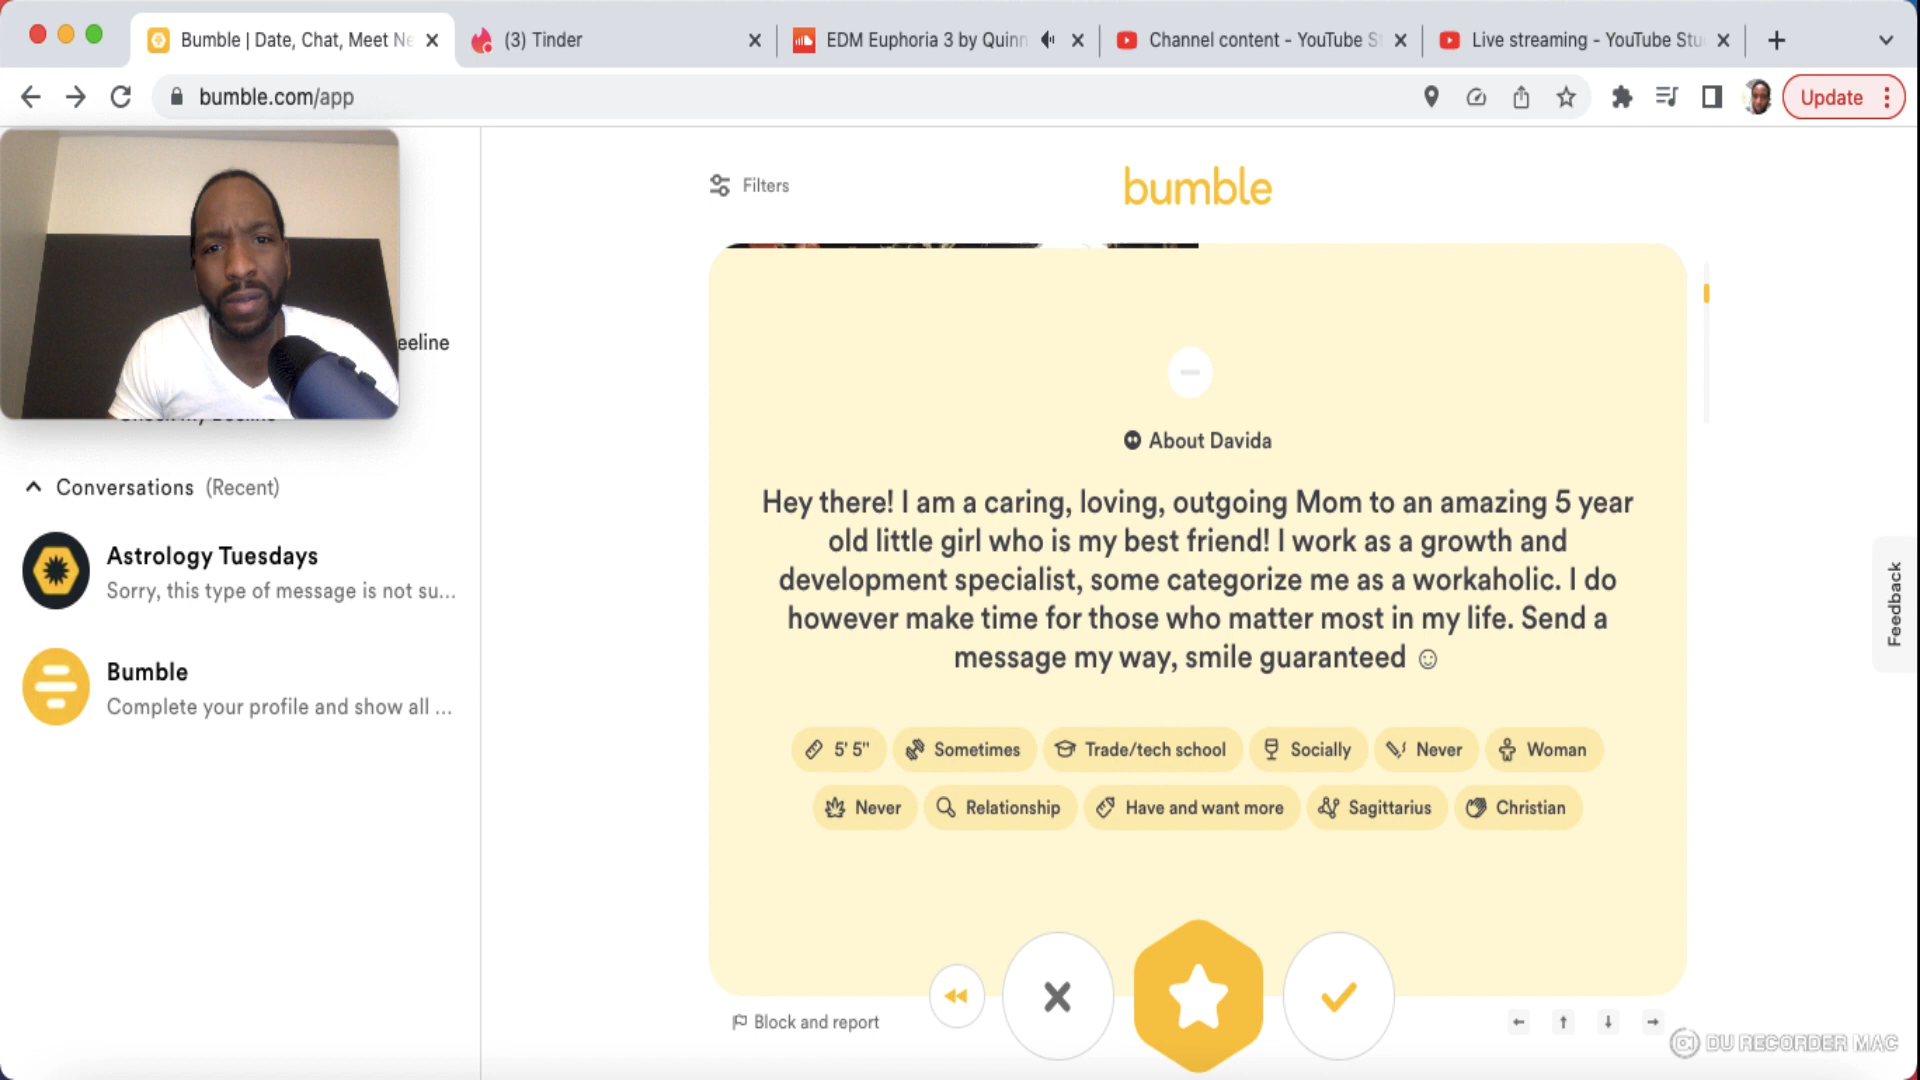 Bumble | Date, Chat, Meet Ne
(3) Tinder
EDM Euphoria 3 by Quinn
Channel content - YouTube St
Live streaming - YouTube Stu
bumble.com/app
Update
Filters
bumble
eeline
Conversations (Recent)
Astrology Tuesdays
Sorry, this type of message is not su...
Bumble
Complete your profile and show all ...
About Davida
Hey there! I am a caring, loving, outgoing Mom to an amazing 5 year
old little girl who is my best friend! I work as a growth and
development specialist, some categorize me as a workaholic. I do
however make time for those who matter most in my life. Send a
message my way, smile guaranteed ☺
5' 5" Sometimes Trade/tech school Socially Never Woman
Never Relationship Have and want more Sagittarius Christian
Block and report
Feedback
DU RECORDER MAC